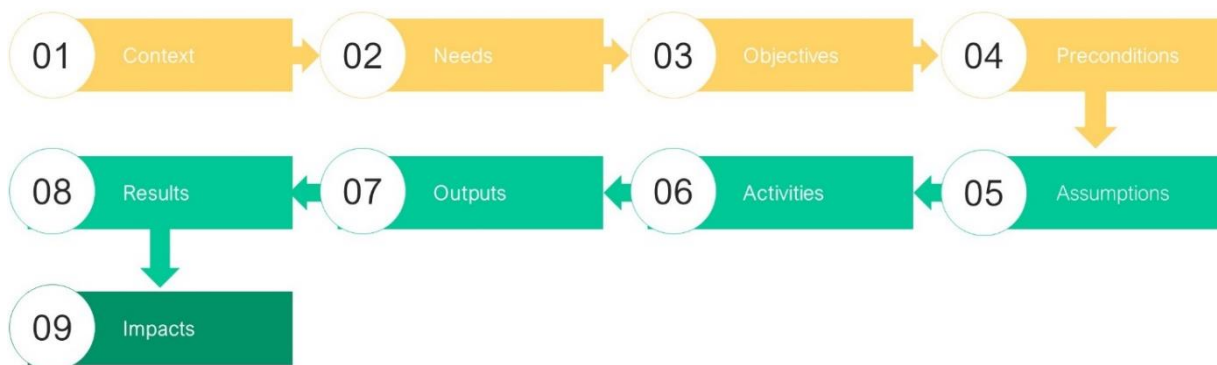 01 Context
02 Needs
03 Objectives
04 Preconditions
05 Assumptions
06 Activities
07 Outputs
08 Results
09 Impacts